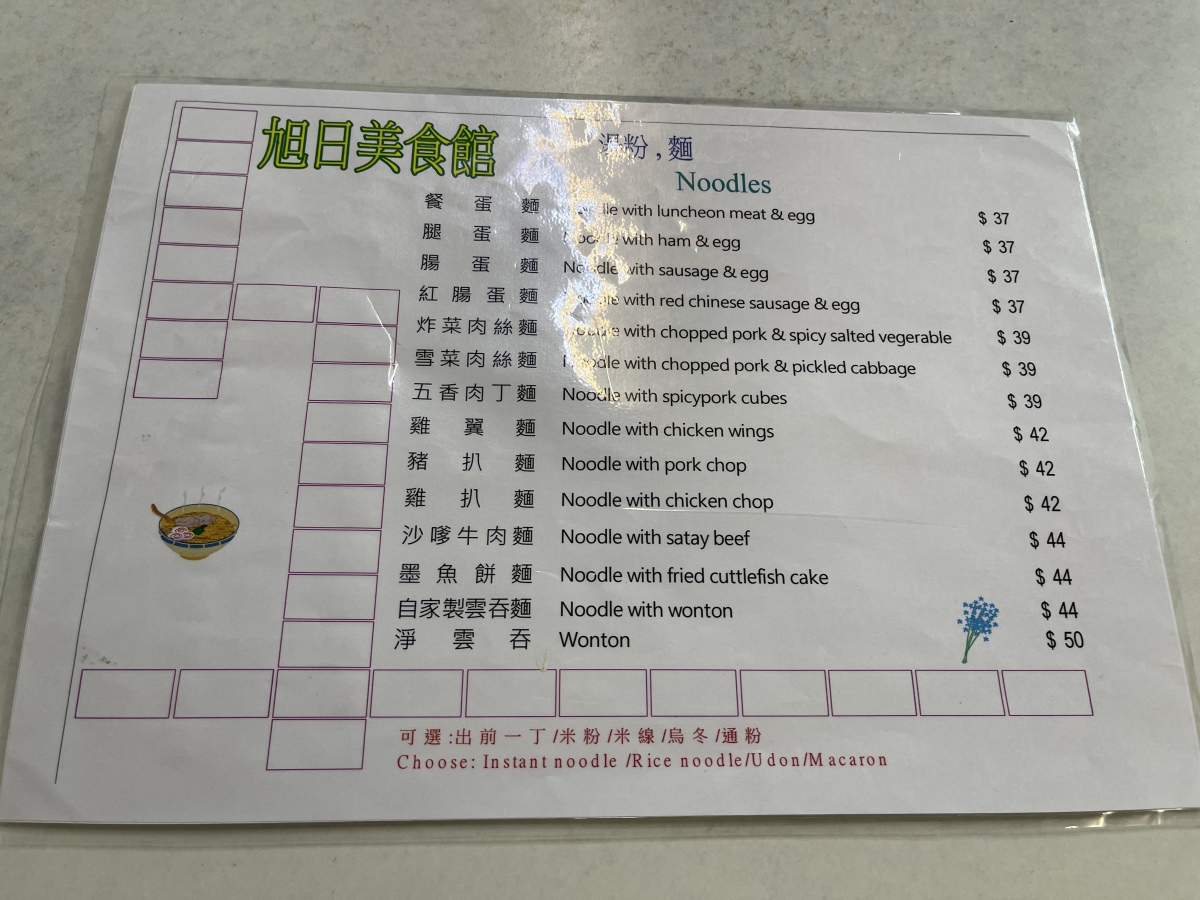 旭日美食館
湯粉,麵
Noodles
餐蛋麵 Noodle with luncheon meat & egg $ 37
腿蛋麵 Noodle with ham & egg $ 37
腸蛋麵 Noodle with sausage & egg $ 37
紅腸蛋麵 Noodle with red chinese sausage & egg $ 37
炸菜肉絲麵 Noodle with chopped pork & spicy salted vegerable $ 39
雪菜肉絲麵 Noodle with chopped pork & pickled cabbage $ 39
五香肉丁麵 Noodle with spicypork cubes $ 39
雞翼麵 Noodle with chicken wings $ 42
豬扒麵 Noodle with pork chop $ 42
雞扒麵 Noodle with chicken chop $ 42
沙嗲牛肉麵 Noodle with satay beef $ 44
墨魚餅麵 Noodle with fried cuttlefish cake $ 44
自家製雲吞麵 Noodle with wonton $ 44
淨雲吞 Wonton $ 50
可選:出前一丁/米粉/米線/烏冬/通粉
Choose: Instant noodle /Rice noodle/Udon/Macaron